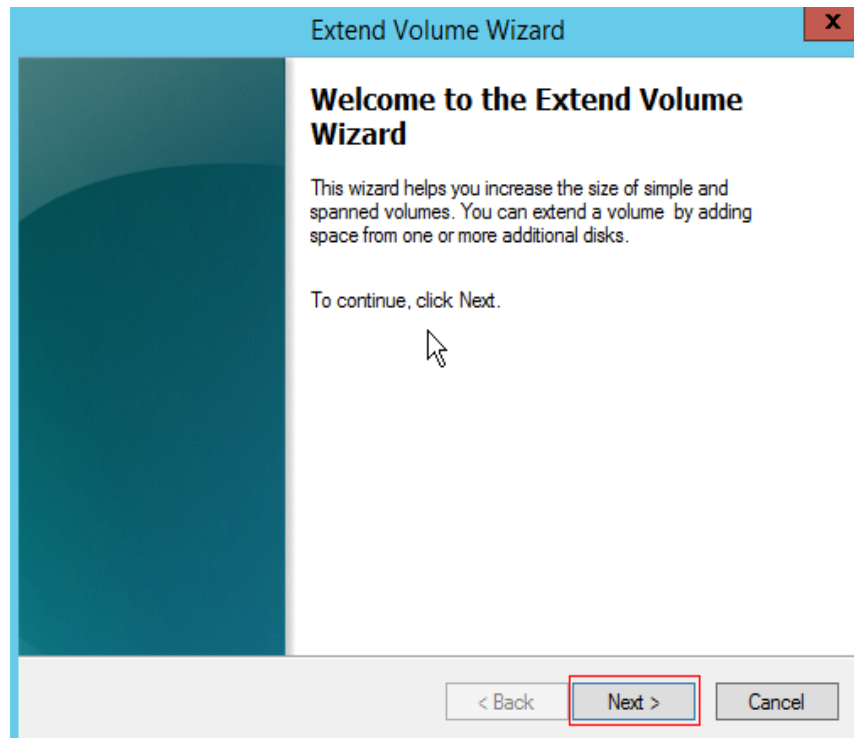 Extend Volume Wizard
x
Welcome to the Extend Volume
Wizard
This wizard helps you increase the size of simple and
spanned volumes. You can extend a volume by adding
space from one or more additional disks.
To continue, click Next.
< Back
Next >
Cancel